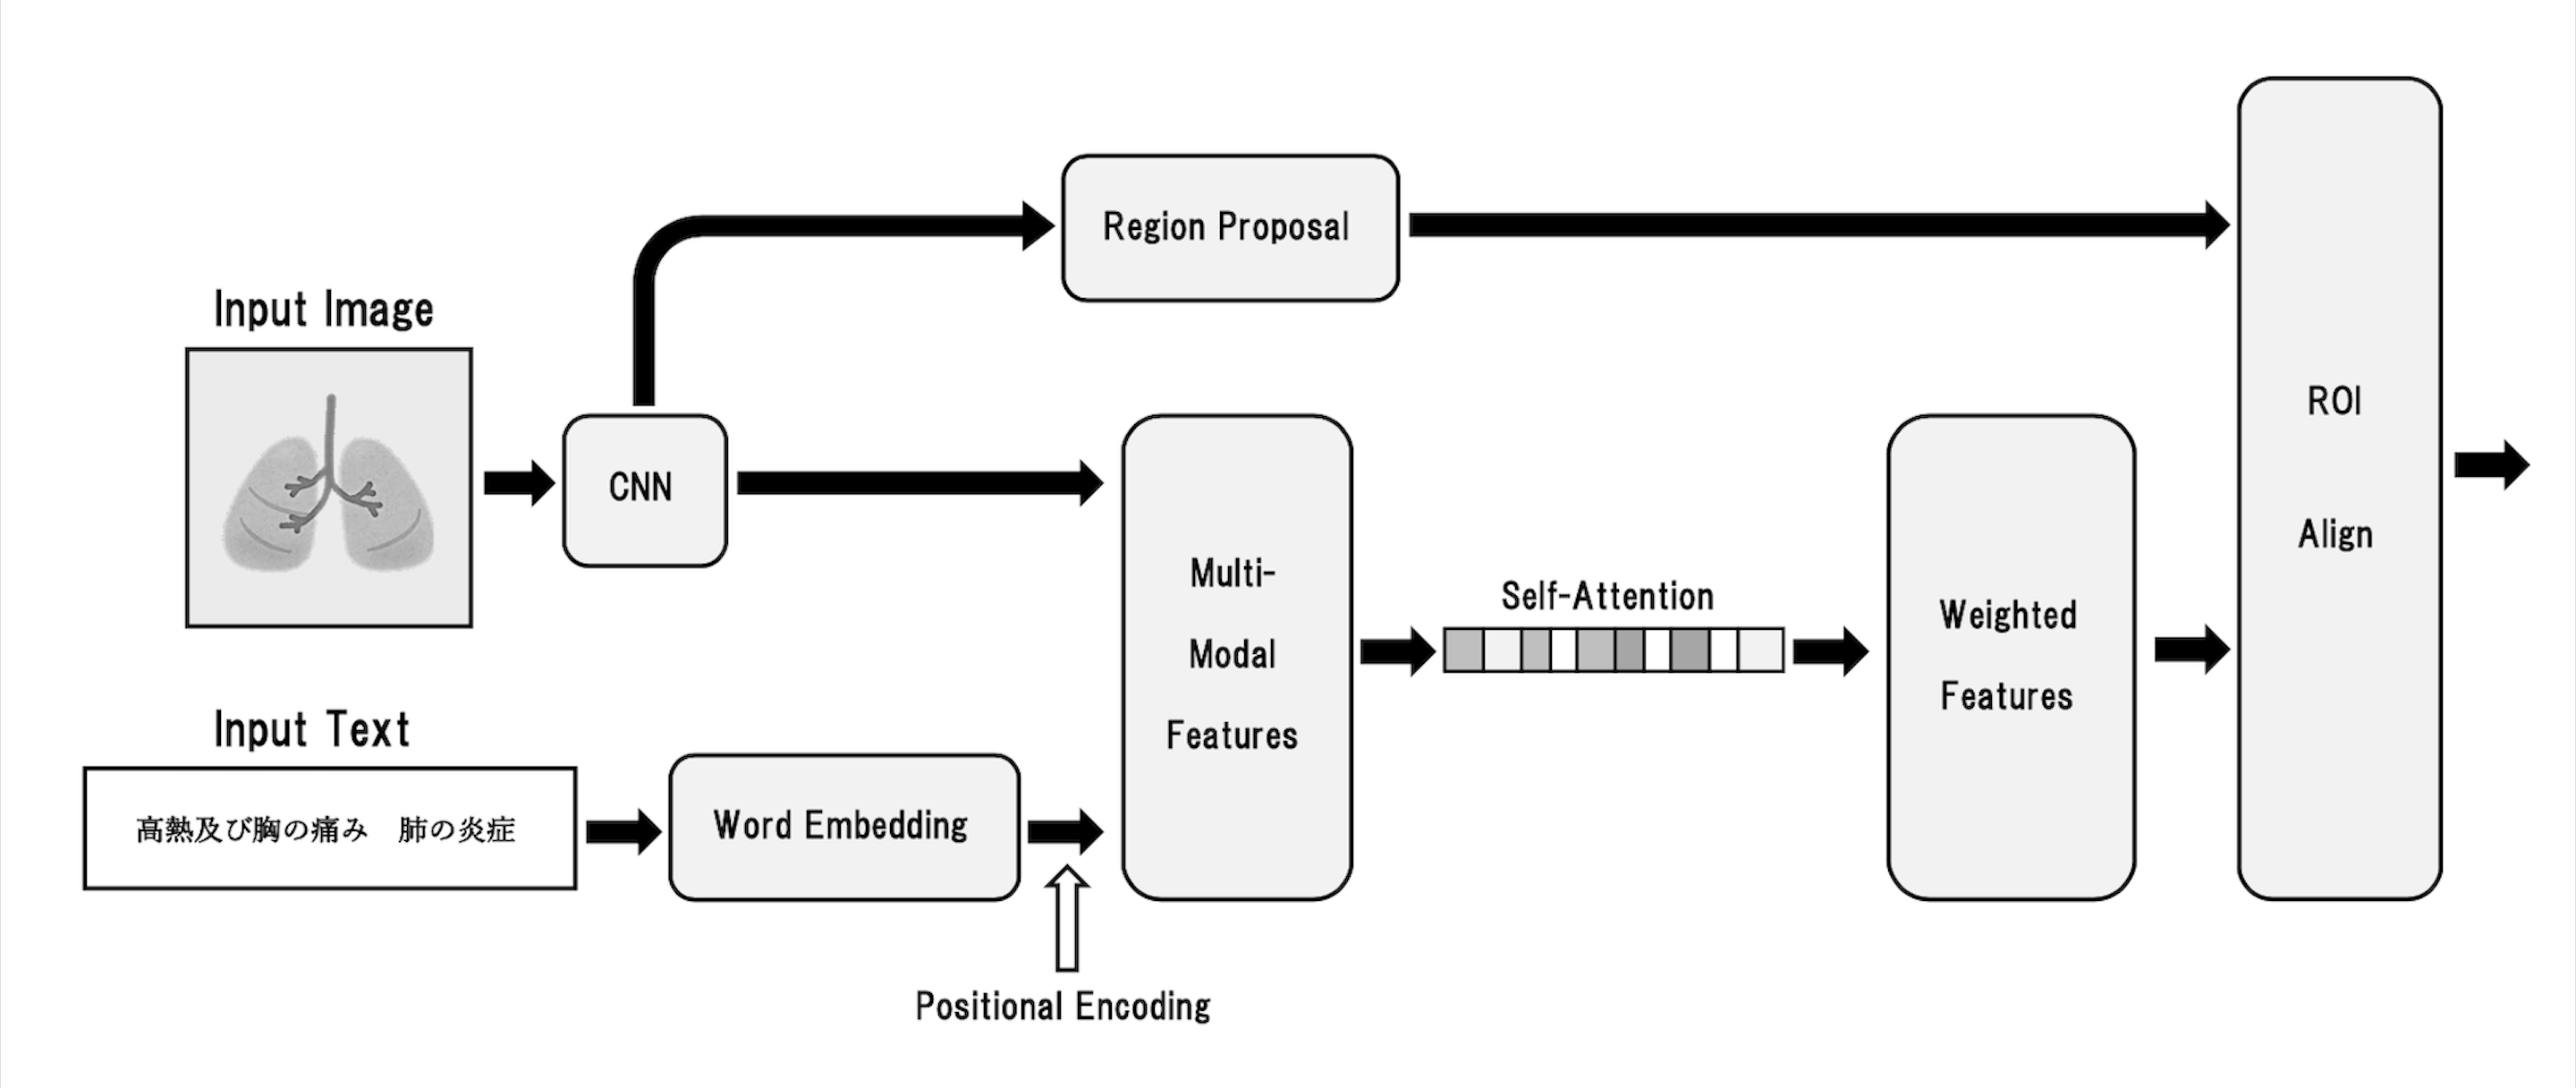 Region Proposal
Input Image
CNN
ROI
Align
Multi-
Modal
Features
Self-Attention
Weighted
Features
Input Text
高熱及び胸の痛み　肺の炎症
Word Embedding
Positional Encoding